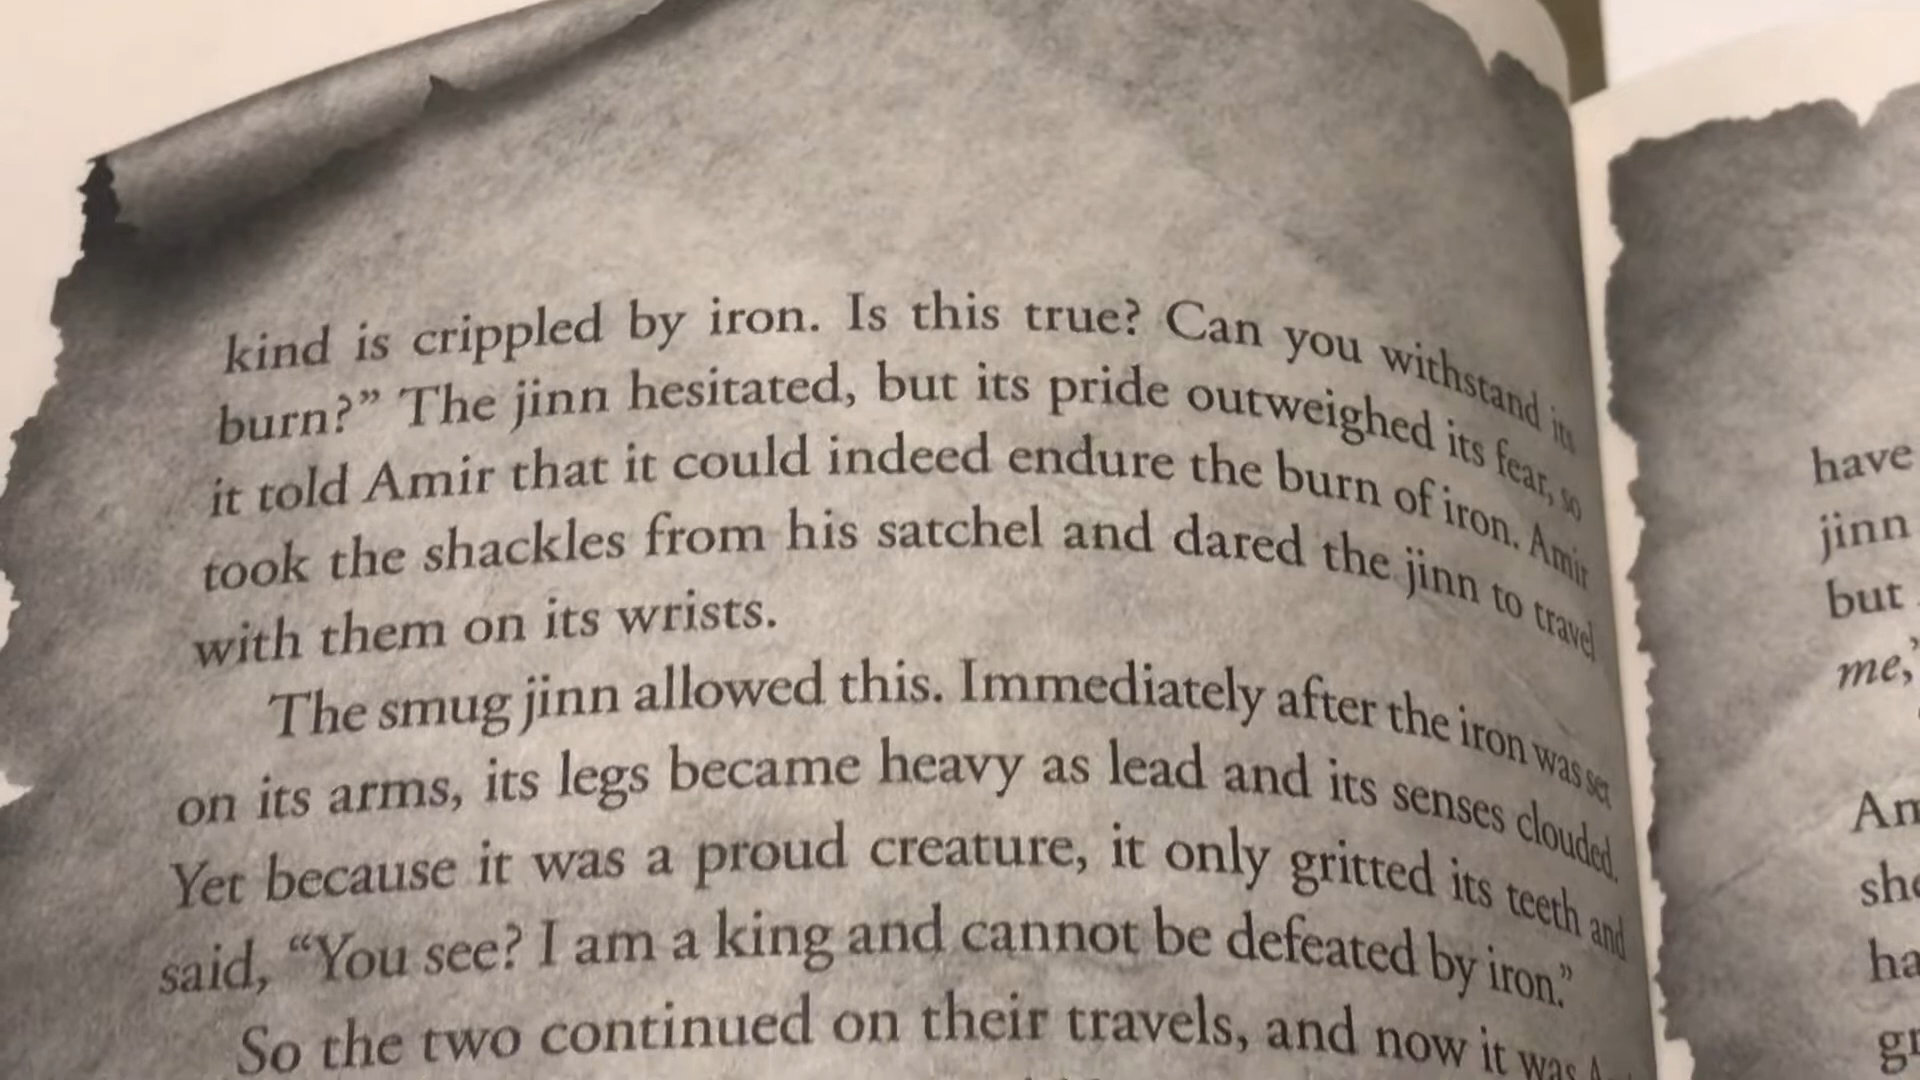 kind is crippled by iron. Is this true? Can you withstand its
burn?” The jinn hesitated, but its pride outweighed its fear, so
it told Amir that it could indeed endure the burn of iron. Amir
took the shackles from his satchel and dared the jinn to travel
with them on its wrists.
The smug jinn allowed this. Immediately after the iron was set
on its arms, its legs became heavy as lead and its senses clouded.
Yet because it was a proud creature, it only gritted its teeth and
said, “You see? I am a king and cannot be defeated by iron.”
So the two continued on their travels, and now it was
have
jinn
but
me,’